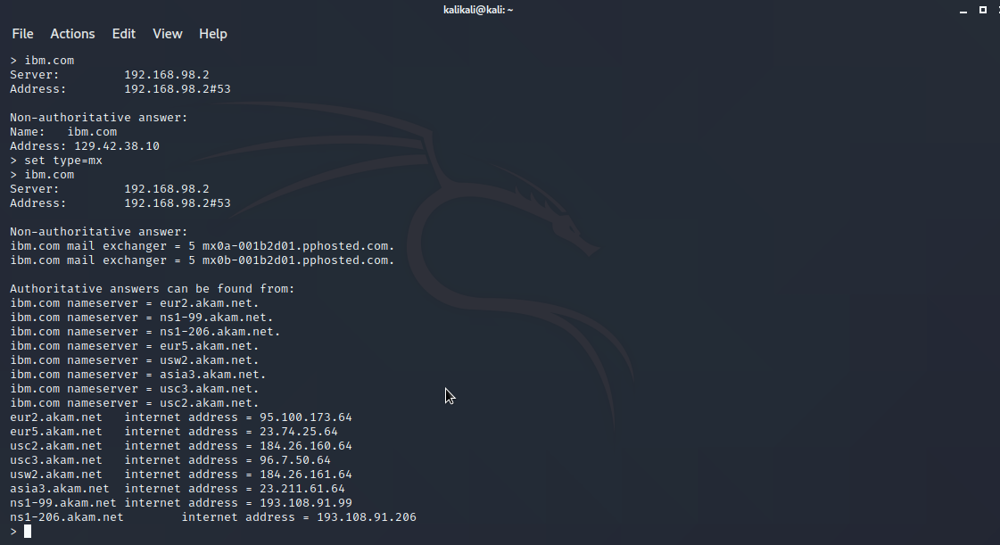 kalikali@kali: ~
File Actions Edit View Help
> ibm.com
Server: 192.168.98.2
Address: 192.168.98.2#53
Non-authoritative answer:
Name: ibm.com
Address: 129.42.38.10
> set type=mx
> ibm.com
Server: 192.168.98.2
Address: 192.168.98.2#53
Non-authoritative answer:
ibm.com mail exchanger = 5 mx0a-001b2d01.pphosted.com.
ibm.com mail exchanger = 5 mx0b-001b2d01.pphosted.com.
Authoritative answers can be found from:
ibm.com nameserver = eur2.akam.net.
ibm.com nameserver = ns1-99.akam.net.
ibm.com nameserver = ns1-206.akam.net.
ibm.com nameserver = eur5.akam.net.
ibm.com nameserver = usw2.akam.net.
ibm.com nameserver = asia3.akam.net.
ibm.com nameserver = usc3.akam.net.
ibm.com nameserver = usc2.akam.net.
eur2.akam.net internet address = 95.100.173.64
eur5.akam.net internet address = 23.74.25.64
usc2.akam.net internet address = 184.26.160.64
usc3.akam.net internet address = 96.7.50.64
usw2.akam.net internet address = 184.26.161.64
asia3.akam.net internet address = 23.211.61.64
ns1-99.akam.net internet address = 193.108.91.99
ns1-206.akam.net internet address = 193.108.91.206
>